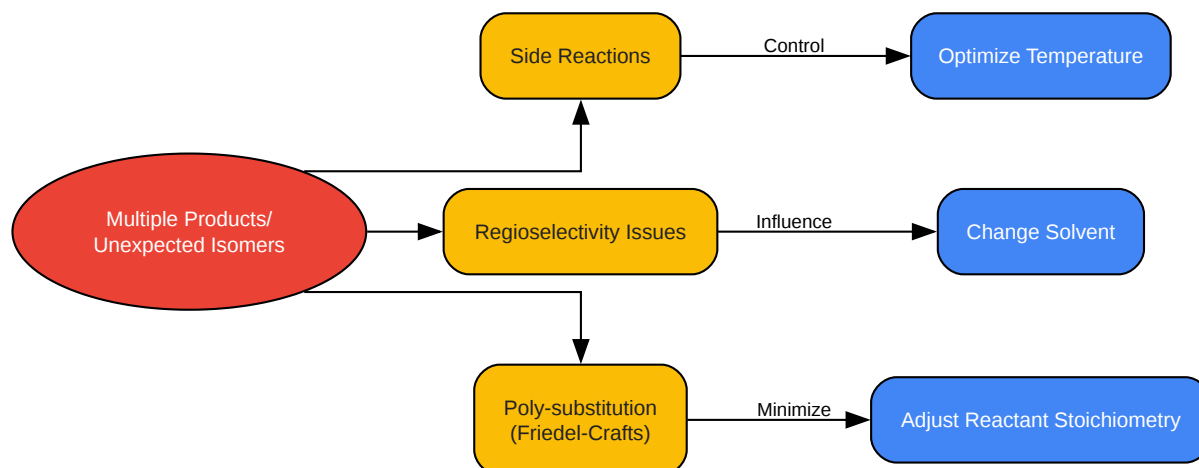 Side Reactions
Control
Optimize Temperature
Multiple Products/
Unexpected Isomers
Regioselectivity Issues
Influence
Change Solvent
Poly-substitution
(Friedel-Crafts)
Minimize
Adjust Reactant Stoichiometry